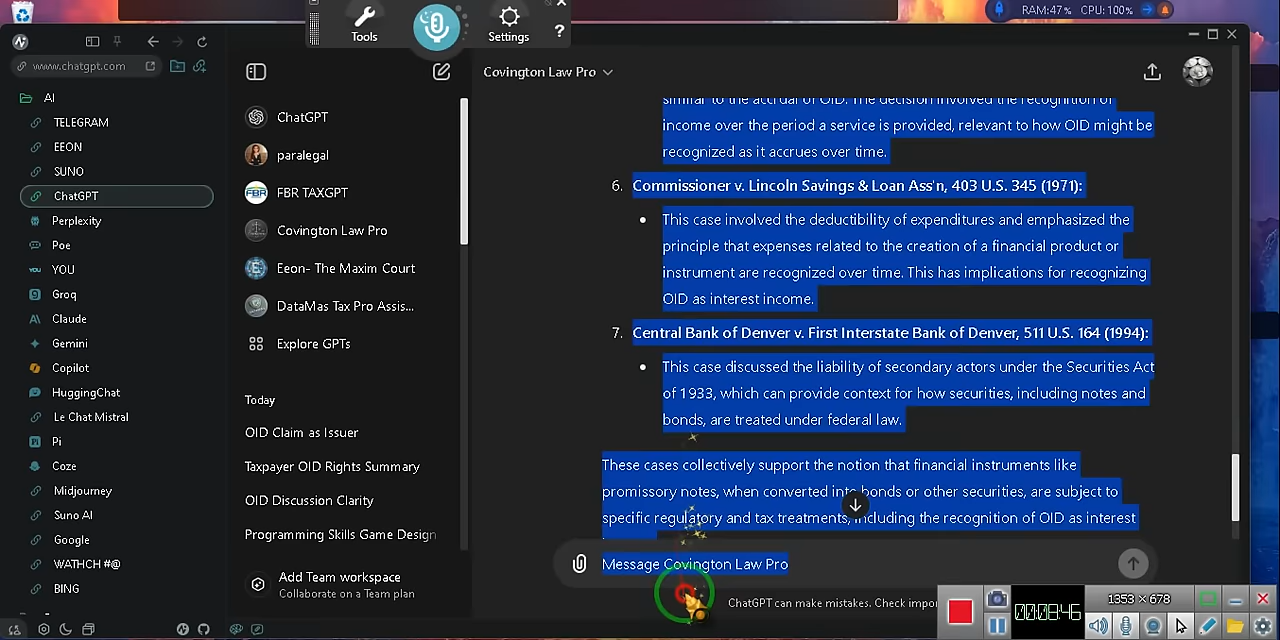 RAM:47% CPU: 100%
Tools
Settings
?
www.chatgpt.com
AI
TELEGRAM
EEON
SUNO
ChatGPT
Perplexity
Poe
YOU
Groq
Claude
Gemini
Copilot
HuggingChat
Le Chat Mistral
Pi
Coze
Midjourney
Suno AI
Google
WATHCH #@
BING
ChatGPT
paralegal
FBR TAXGPT
Covington Law Pro
Eeon- The Maxim Court
DataMas Tax Pro Assis...
Explore GPTs
Today
OID Claim as Issuer
Taxpayer OID Rights Summary
OID Discussion Clarity
Programming Skills Game Design
Add Team workspace
Collaborate on a Team plan
Covington Law Pro
similar to the accrual of OID. The decision involved the recognition of
income over the period a service is provided, relevant to how OID might be
recognized as it accrues over time.
6. Commissioner v. Lincoln Savings & Loan Ass'n, 403 U.S. 345 (1971):
This case involved the deductibility of expenditures and emphasized the
principle that expenses related to the creation of a financial product or
instrument are recognized over time. This has implications for recognizing
OID as interest income.
7. Central Bank of Denver v. First Interstate Bank of Denver, 511 U.S. 164 (1994):
This case discussed the liability of secondary actors under the Securities Act
of 1933, which can provide context for how securities, including notes and
bonds, are treated under federal law.
These cases collectively support the notion that financial instruments like
promissory notes, when converted into bonds or other securities, are subject to
specific regulatory and tax treatments, including the recognition of OID as interest
Message Covington Law Pro
ChatGPT can make mistakes. Check impor
00:08:46
1353 × 678